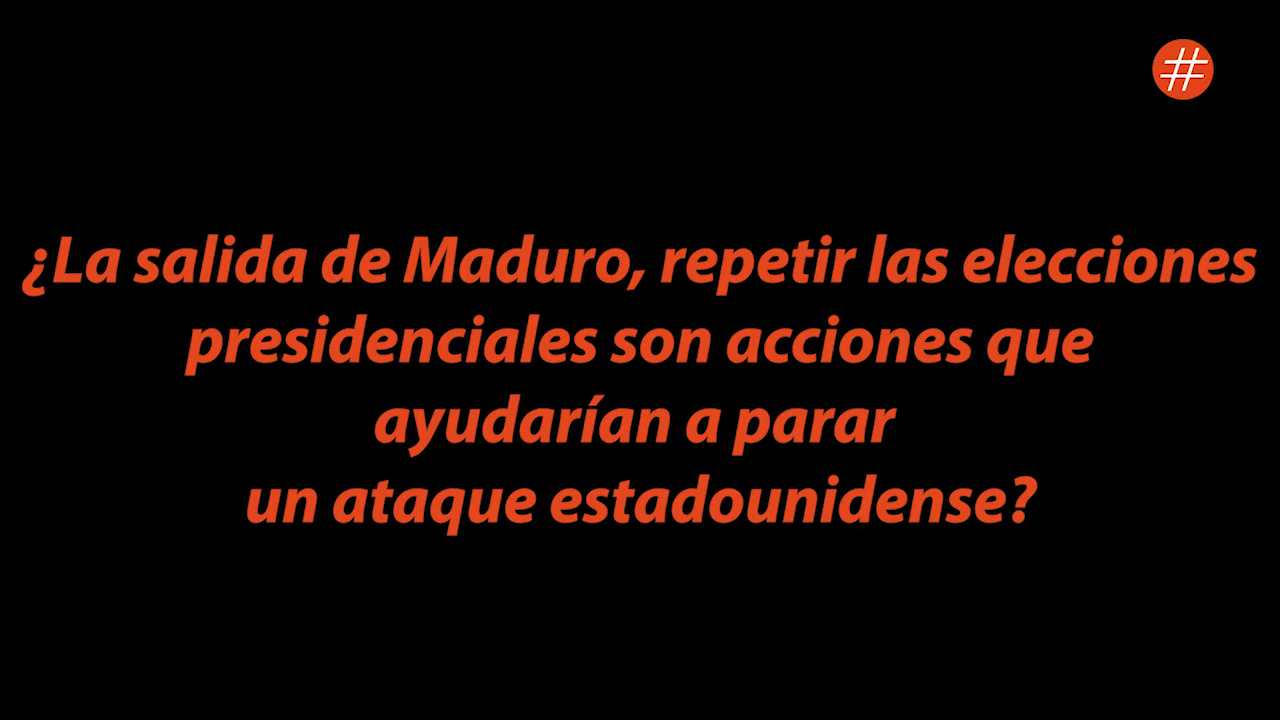 #
¿La salida de Maduro, repetir las elecciones
presidenciales son acciones que
ayudarían a parar
un ataque estadounidense?